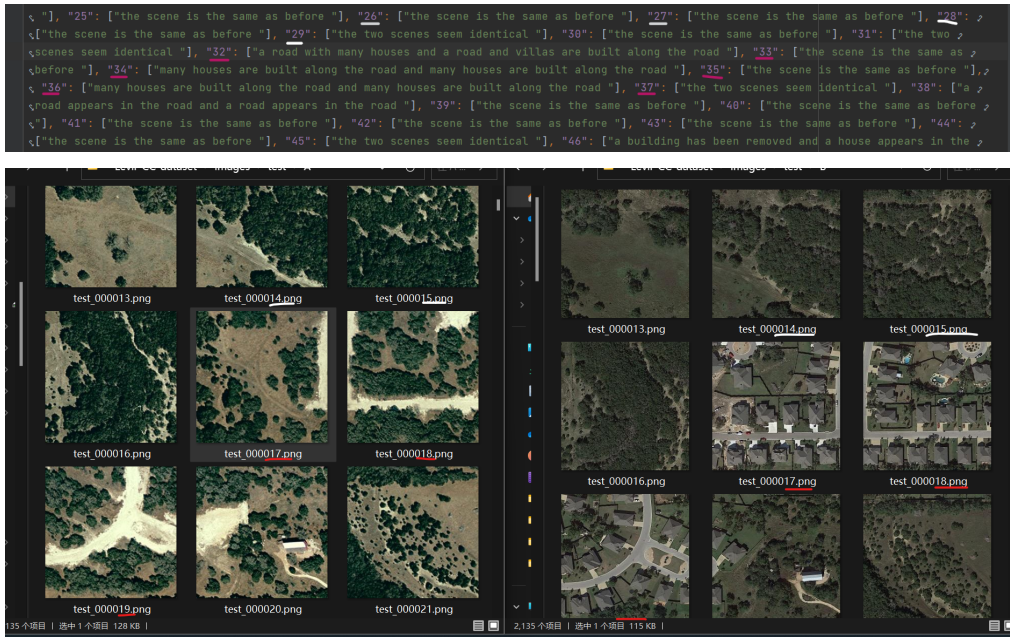 "], "25": ["the scene is the same as before "], "26": ["the scene is the same as before "], "27": ["the scene is the same as before "], "28":
["the scene is the same as before "], "29": ["the two scenes seem identical "], "30": ["the scene is the same as before "], "31": ["the two
scenes seem identical "], "32": ["a road with many houses and a road and villas are built along the road "], "33": ["the scene is the same as
before "], "34": ["many houses are built along the road and many houses are built along the road "], "35": ["the scene is the same as before "],
"36": ["many houses are built along the road and many houses are built along the road "], "37": ["the two scenes seem identical "], "38": ["a
road appears in the road and a road appears in the road "], "39": ["the scene is the same as before "], "40": ["the scene is the same as before
"], "41": ["the scene is the same as before "], "42": ["the scene is the same as before "], "43": ["the scene is the same as before "], "44":
["the scene is the same as before "], "45": ["the two scenes seem identical "], "46": ["a building has been removed and a house appears in the
test_000013.png
test_000014.png
test_000015.png
test_000016.png
test_000017.png
test_000018.png
test_000019.png
test_000020.png
test_000021.png
135 个项目 | 选中 1 个项目 128 KB |
test_000013.png
test_000014.png
test_000015.png
test_000016.png
test_000017.png
test_000018.png
2,135 个项目 | 选中 1 个项目 115 KB |